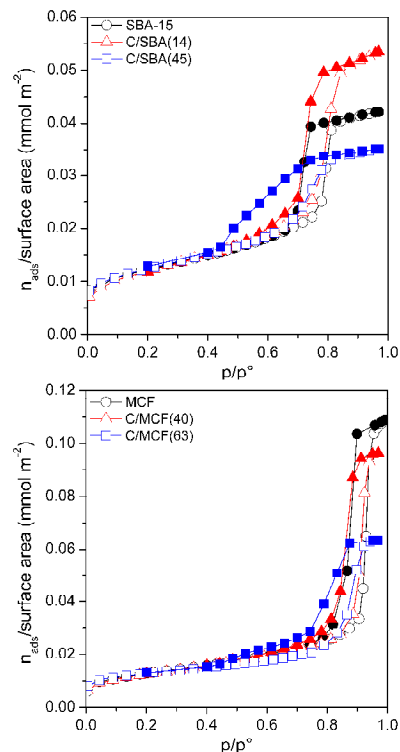 SBA-15
C/SBA(14)
C/SBA(45)
0.06
0.05
0.04
0.03
0.02
0.01
0.00
n_ads/surface area (mmol m⁻²)
0.0 0.2 0.4 0.6 0.8 1.0
p/p°
MCF
C/MCF(40)
C/MCF(63)
0.12
0.10
0.08
0.06
0.04
0.02
0.00
n_ads/surface area (mmol m⁻²)
0.0 0.2 0.4 0.6 0.8 1.0
p/p°